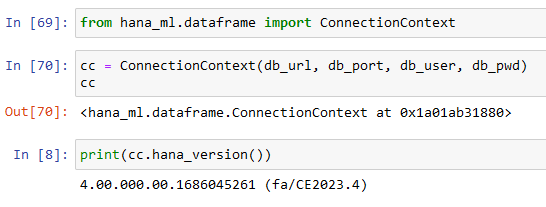 In [69]: from hana_ml.dataframe import ConnectionContext
In [70]: cc = ConnectionContext(db_url, db_port, db_user, db_pwd)
cc
Out[70]: <hana_ml.dataframe.ConnectionContext at 0x1a01ab31880>
In [8]: print(cc.hana_version())
4.00.000.00.1686045261 (fa/CE2023.4)